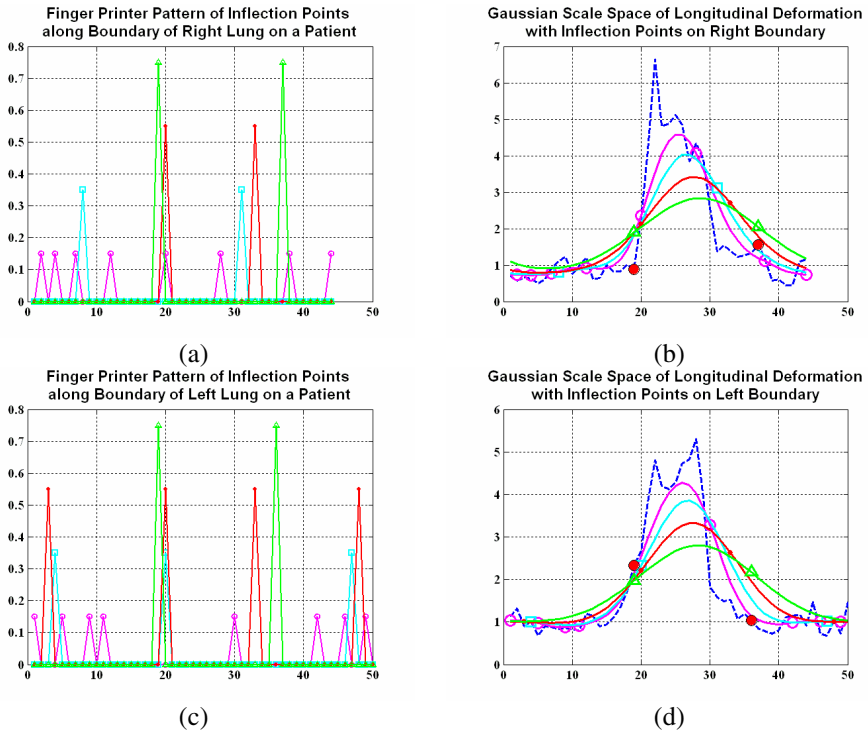 Finger Printer Pattern of Inflection Points
along Boundary of Right Lung on a Patient
0.8
0.7
0.6
0.5
0.4
0.3
0.2
0.1
0
0 10 20 30 40 50
(a)
Gaussian Scale Space of Longitudinal Deformation
with Inflection Points on Right Boundary
7
6
5
4
3
2
1
0
0 10 20 30 40 50
(b)
Finger Printer Pattern of Inflection Points
along Boundary of Left Lung on a Patient
0.8
0.7
0.6
0.5
0.4
0.3
0.2
0.1
0
0 10 20 30 40 50
(c)
Gaussian Scale Space of Longitudinal Deformation
with Inflection Points on Left Boundary
6
5
4
3
2
1
0
0 10 20 30 40 50
(d)